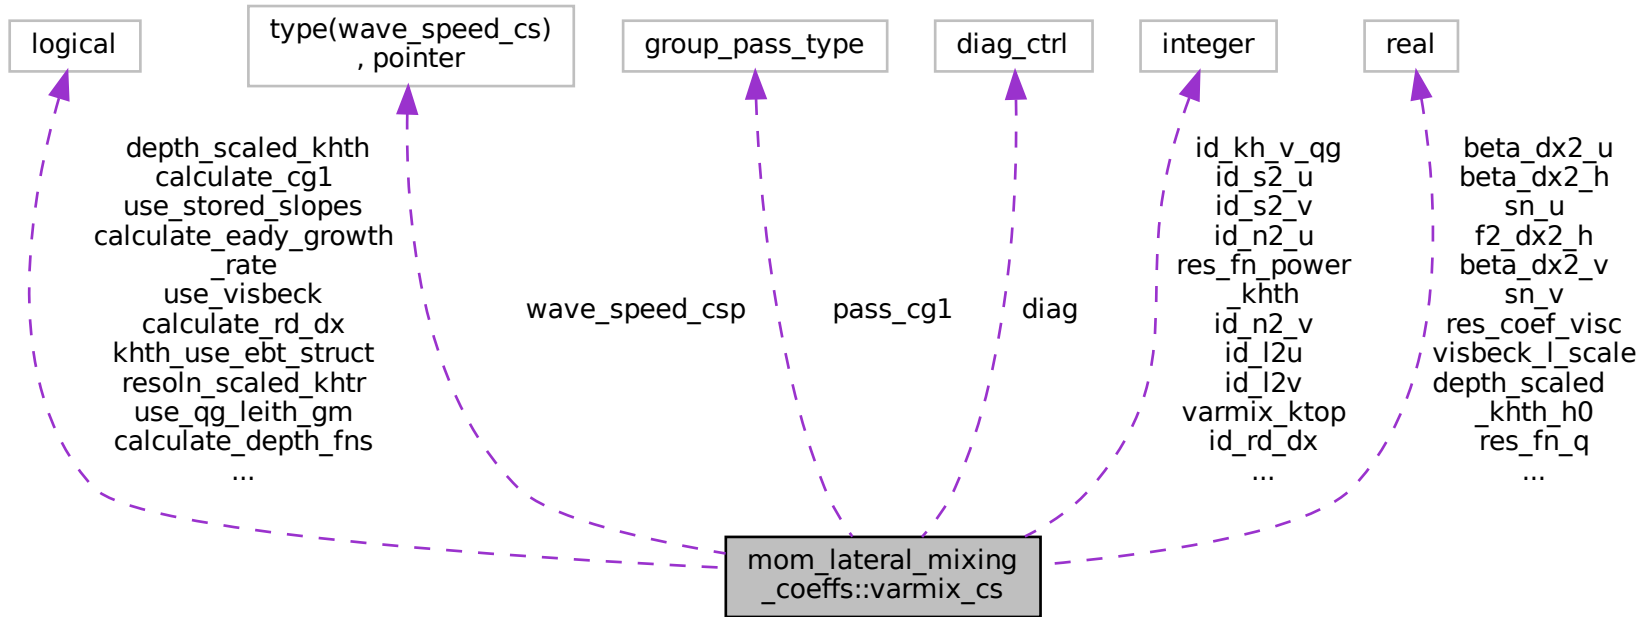 logical
type(wave_speed_cs)
, pointer
group_pass_type
diag_ctrl
integer
real
depth_scaled_khth
calculate_cg1
use_stored_slopes
calculate_eady_growth
_rate
use_visbeck
calculate_rd_dx
khth_use_ebt_struct
resoln_scaled_khtr
use_qg_leith_gm
calculate_depth_fns
...
wave_speed_csp
pass_cg1
diag
id_kh_v_qg
id_s2_u
id_s2_v
id_n2_u
res_fn_power
_khth
id_n2_v
id_l2u
id_l2v
varmix_ktop
id_rd_dx
...
beta_dx2_u
beta_dx2_h
sn_u
f2_dx2_h
beta_dx2_v
sn_v
res_coef_visc
visbeck_l_scale
depth_scaled
_khth_h0
res_fn_q
...
mom_lateral_mixing
_coeffs::varmix_cs